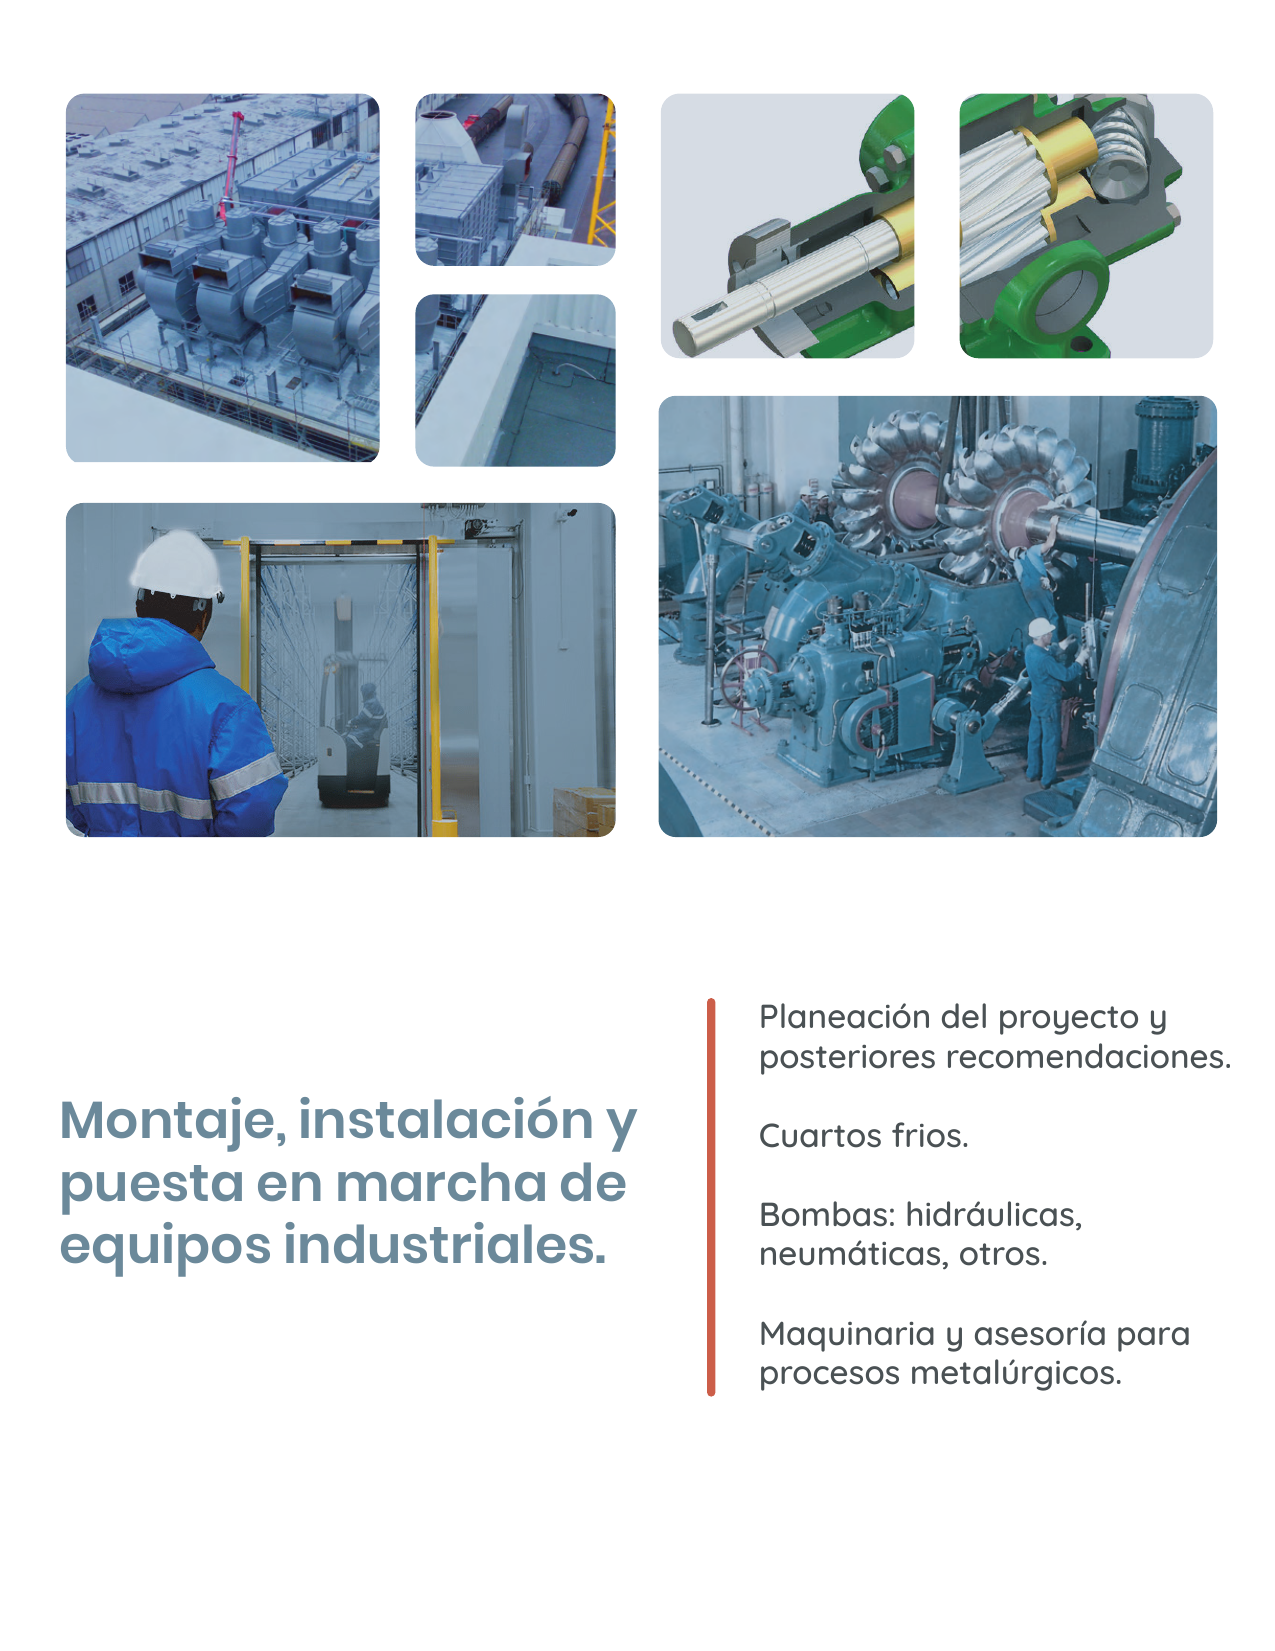 Montaje, instalación y
puesta en marcha de
equipos industriales.
Planeación del proyecto y
posteriores recomendaciones.
Cuartos frios.
Bombas: hidráulicas,
neumáticas, otros.
Maquinaria y asesoría para
procesos metalúrgicos.